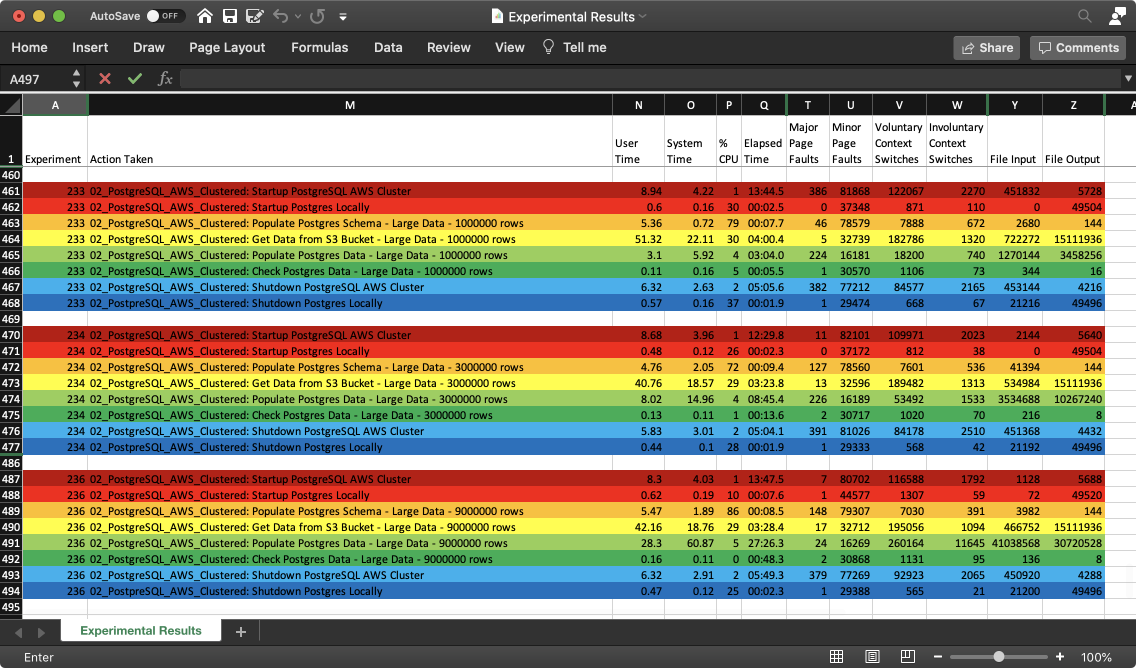 AutoSave OFF Experimental Results
Home Insert Draw Page Layout Formulas Data Review View Tell me Share Comments
A497 fx
A M N O P Q T U V W Y Z A
1 Experiment Action Taken User Time System Time % CPU Elapsed Time Major Page Faults Minor Page Faults Voluntary Context Switches Involuntary Context Switches File Input File Output
460
461 233 02_PostgreSQL_AWS_Clustered: Startup PostgreSQL AWS Cluster 8.94 4.22 1 13:44.5 386 81868 122067 2270 451832 5728
462 233 02_PostgreSQL_AWS_Clustered: Startup Postgres Locally 0.6 0.16 30 00:02.5 0 37348 871 110 0 49504
463 233 02_PostgreSQL_AWS_Clustered: Populate Postgres Schema - Large Data - 1000000 rows 5.36 0.72 79 00:07.7 46 78579 7888 672 2680 144
464 233 02_PostgreSQL_AWS_Clustered: Get Data from S3 Bucket - Large Data - 1000000 rows 51.32 22.11 30 04:00.4 5 32739 182786 1320 722272 15111936
465 233 02_PostgreSQL_AWS_Clustered: Populate Postgres Data - Large Data - 1000000 rows 3.1 5.92 4 03:04.0 224 16181 18200 740 1270144 3458256
466 233 02_PostgreSQL_AWS_Clustered: Check Postgres Data - Large Data - 1000000 rows 0.11 0.16 5 00:05.5 1 30570 1106 73 344 16
467 233 02_PostgreSQL_AWS_Clustered: Shutdown PostgreSQL AWS Cluster 6.32 2.63 2 05:05.6 382 77212 84577 2165 453144 4216
468 233 02_PostgreSQL_AWS_Clustered: Shutdown Postgres Locally 0.57 0.16 37 00:01.9 1 29474 668 67 21216 49496
469
470 234 02_PostgreSQL_AWS_Clustered: Startup PostgreSQL AWS Cluster 8.68 3.96 1 12:29.8 11 82101 109971 2023 2144 5640
471 234 02_PostgreSQL_AWS_Clustered: Startup Postgres Locally 0.48 0.12 26 00:02.3 0 37172 812 38 0 49504
472 234 02_PostgreSQL_AWS_Clustered: Populate Postgres Schema - Large Data - 3000000 rows 4.76 2.05 72 00:09.4 127 78560 7601 536 41394 144
473 234 02_PostgreSQL_AWS_Clustered: Get Data from S3 Bucket - Large Data - 3000000 rows 40.76 18.57 29 03:23.8 13 32596 189482 1313 534984 15111936
474 234 02_PostgreSQL_AWS_Clustered: Populate Postgres Data - Large Data - 3000000 rows 8.02 14.96 4 08:45.4 226 16189 53492 1533 3534688 10267240
475 234 02_PostgreSQL_AWS_Clustered: Check Postgres Data - Large Data - 3000000 rows 0.13 0.11 1 00:13.6 2 30717 1020 70 216 8
476 234 02_PostgreSQL_AWS_Clustered: Shutdown PostgreSQL AWS Cluster 5.83 3.01 2 05:04.1 391 81026 84178 2510 451368 4432
477 234 02_PostgreSQL_AWS_Clustered: Shutdown Postgres Locally 0.44 0.1 28 00:01.9 1 29333 568 42 21192 49496
486
487 236 02_PostgreSQL_AWS_Clustered: Startup PostgreSQL AWS Cluster 8.3 4.03 1 13:47.5 7 80702 116588 1792 1128 5688
488 236 02_PostgreSQL_AWS_Clustered: Startup Postgres Locally 0.62 0.19 10 00:07.6 1 44577 1307 59 72 49520
489 236 02_PostgreSQL_AWS_Clustered: Populate Postgres Schema - Large Data - 9000000 rows 5.47 1.89 86 00:08.5 148 79307 7030 391 3982 144
490 236 02_PostgreSQL_AWS_Clustered: Get Data from S3 Bucket - Large Data - 9000000 rows 42.16 18.76 29 03:28.4 17 32712 195056 1094 466752 15111936
491 236 02_PostgreSQL_AWS_Clustered: Populate Postgres Data - Large Data - 9000000 rows 28.3 60.87 5 27:26.3 24 16269 260164 11645 41038568 30720528
492 236 02_PostgreSQL_AWS_Clustered: Check Postgres Data - Large Data - 9000000 rows 0.16 0.11 0 00:48.3 2 30868 1131 95 136 8
493 236 02_PostgreSQL_AWS_Clustered: Shutdown PostgreSQL AWS Cluster 6.32 2.91 2 05:49.3 379 77269 92923 2065 450920 4288
494 236 02_PostgreSQL_AWS_Clustered: Shutdown Postgres Locally 0.47 0.12 25 00:02.3 1 29388 565 21 21200 49496
495
Experimental Results +
Enter 100%